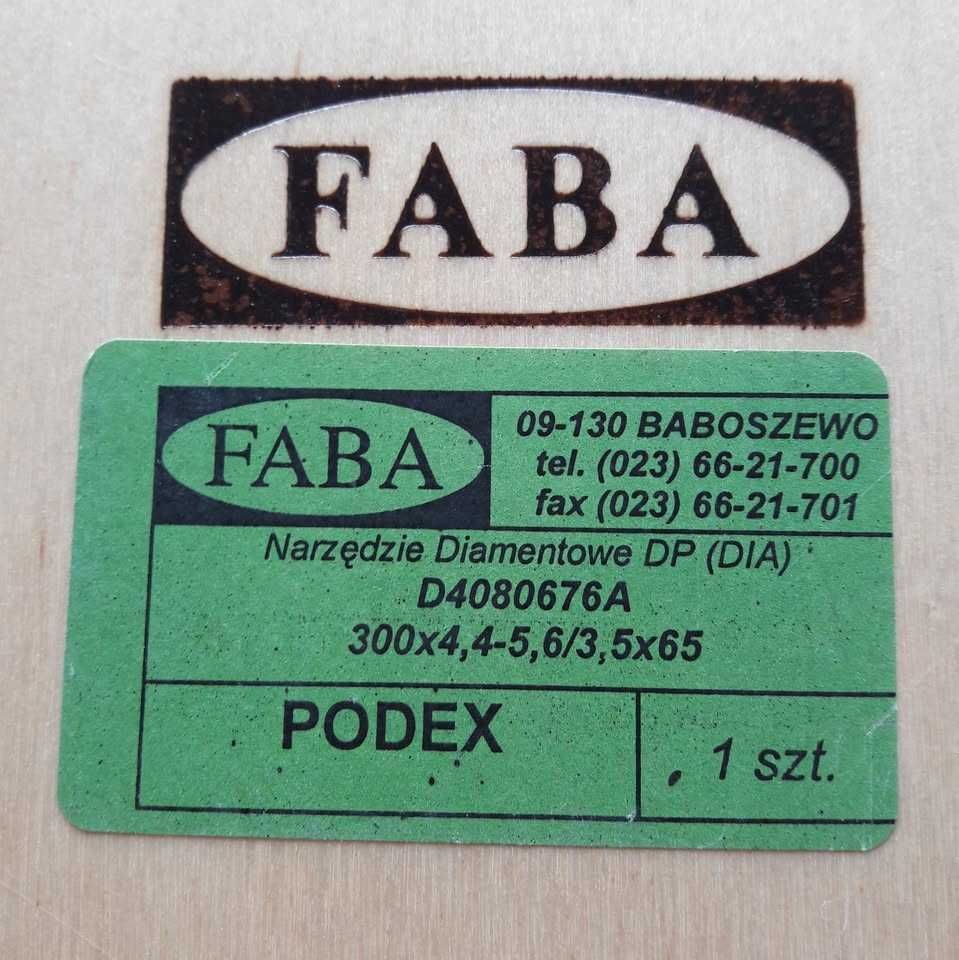 FABA
FABA
09-130 BABOSZEWO
tel. (023) 66-21-700
fax (023) 66-21-701
Narzędzie Diamentowe DP (DIA)
D4080676A
300x4,4-5,6/3,5x65
PODEX
1 szt.